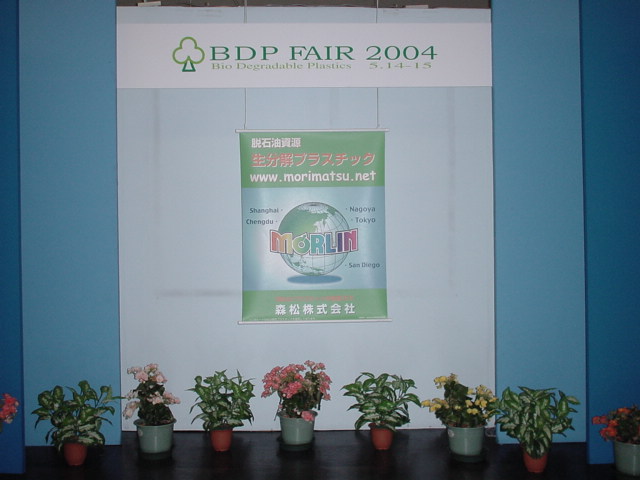 BDP FAIR 2004
Bio Degradable Plastics 5.14-15
脱石油資源
生分解プラスチック
www.morimatsu.net
Shanghai
Nagoya
Chengdu
Tokyo
MORLIN
San Diego
森松株式会社